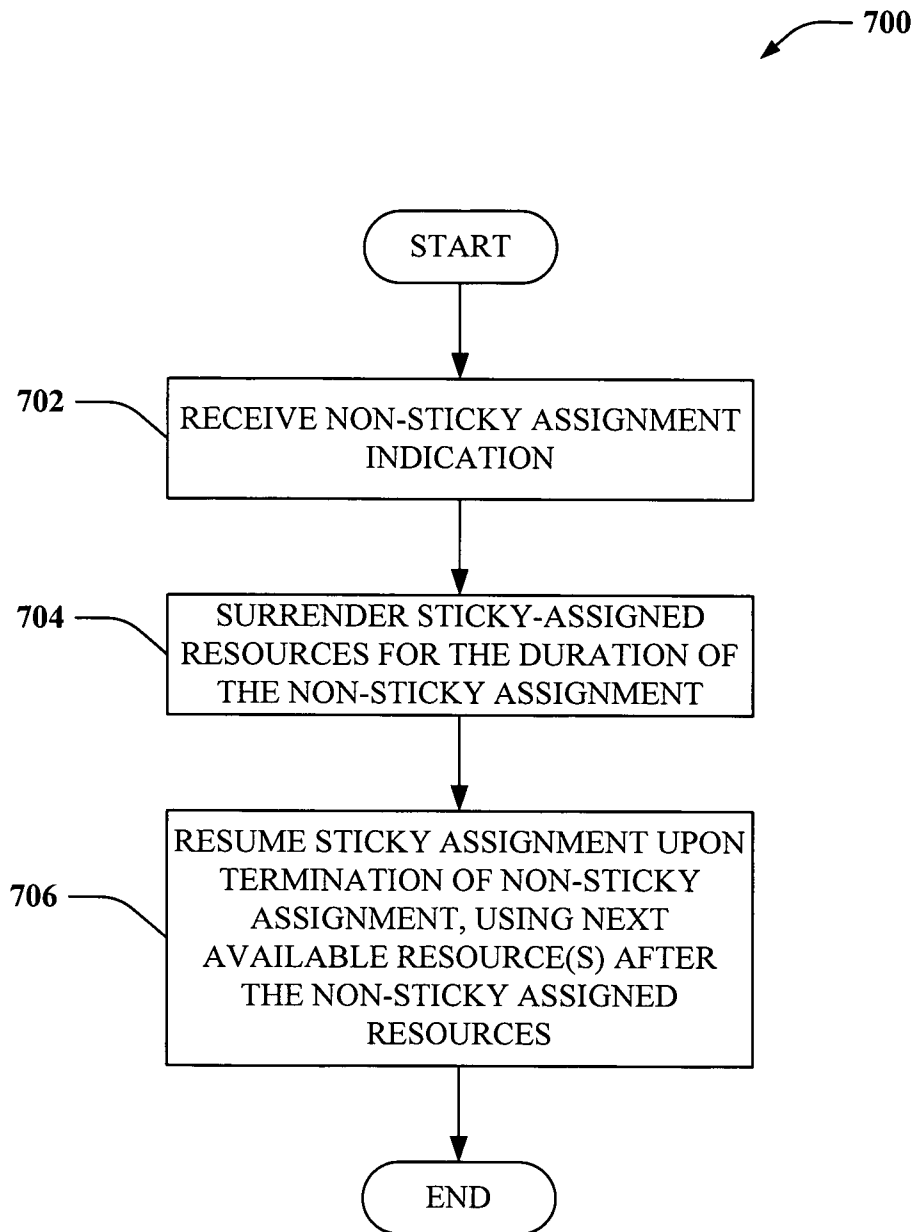 700
START
702
RECEIVE NON-STICKY ASSIGNMENT
INDICATION
704
SURRENDER STICKY-ASSIGNED
RESOURCES FOR THE DURATION OF
THE NON-STICKY ASSIGNMENT
706
RESUME STICKY ASSIGNMENT UPON
TERMINATION OF NON-STICKY
ASSIGNMENT, USING NEXT
AVAILABLE RESOURCE(S) AFTER
THE NON-STICKY ASSIGNED
RESOURCES
END